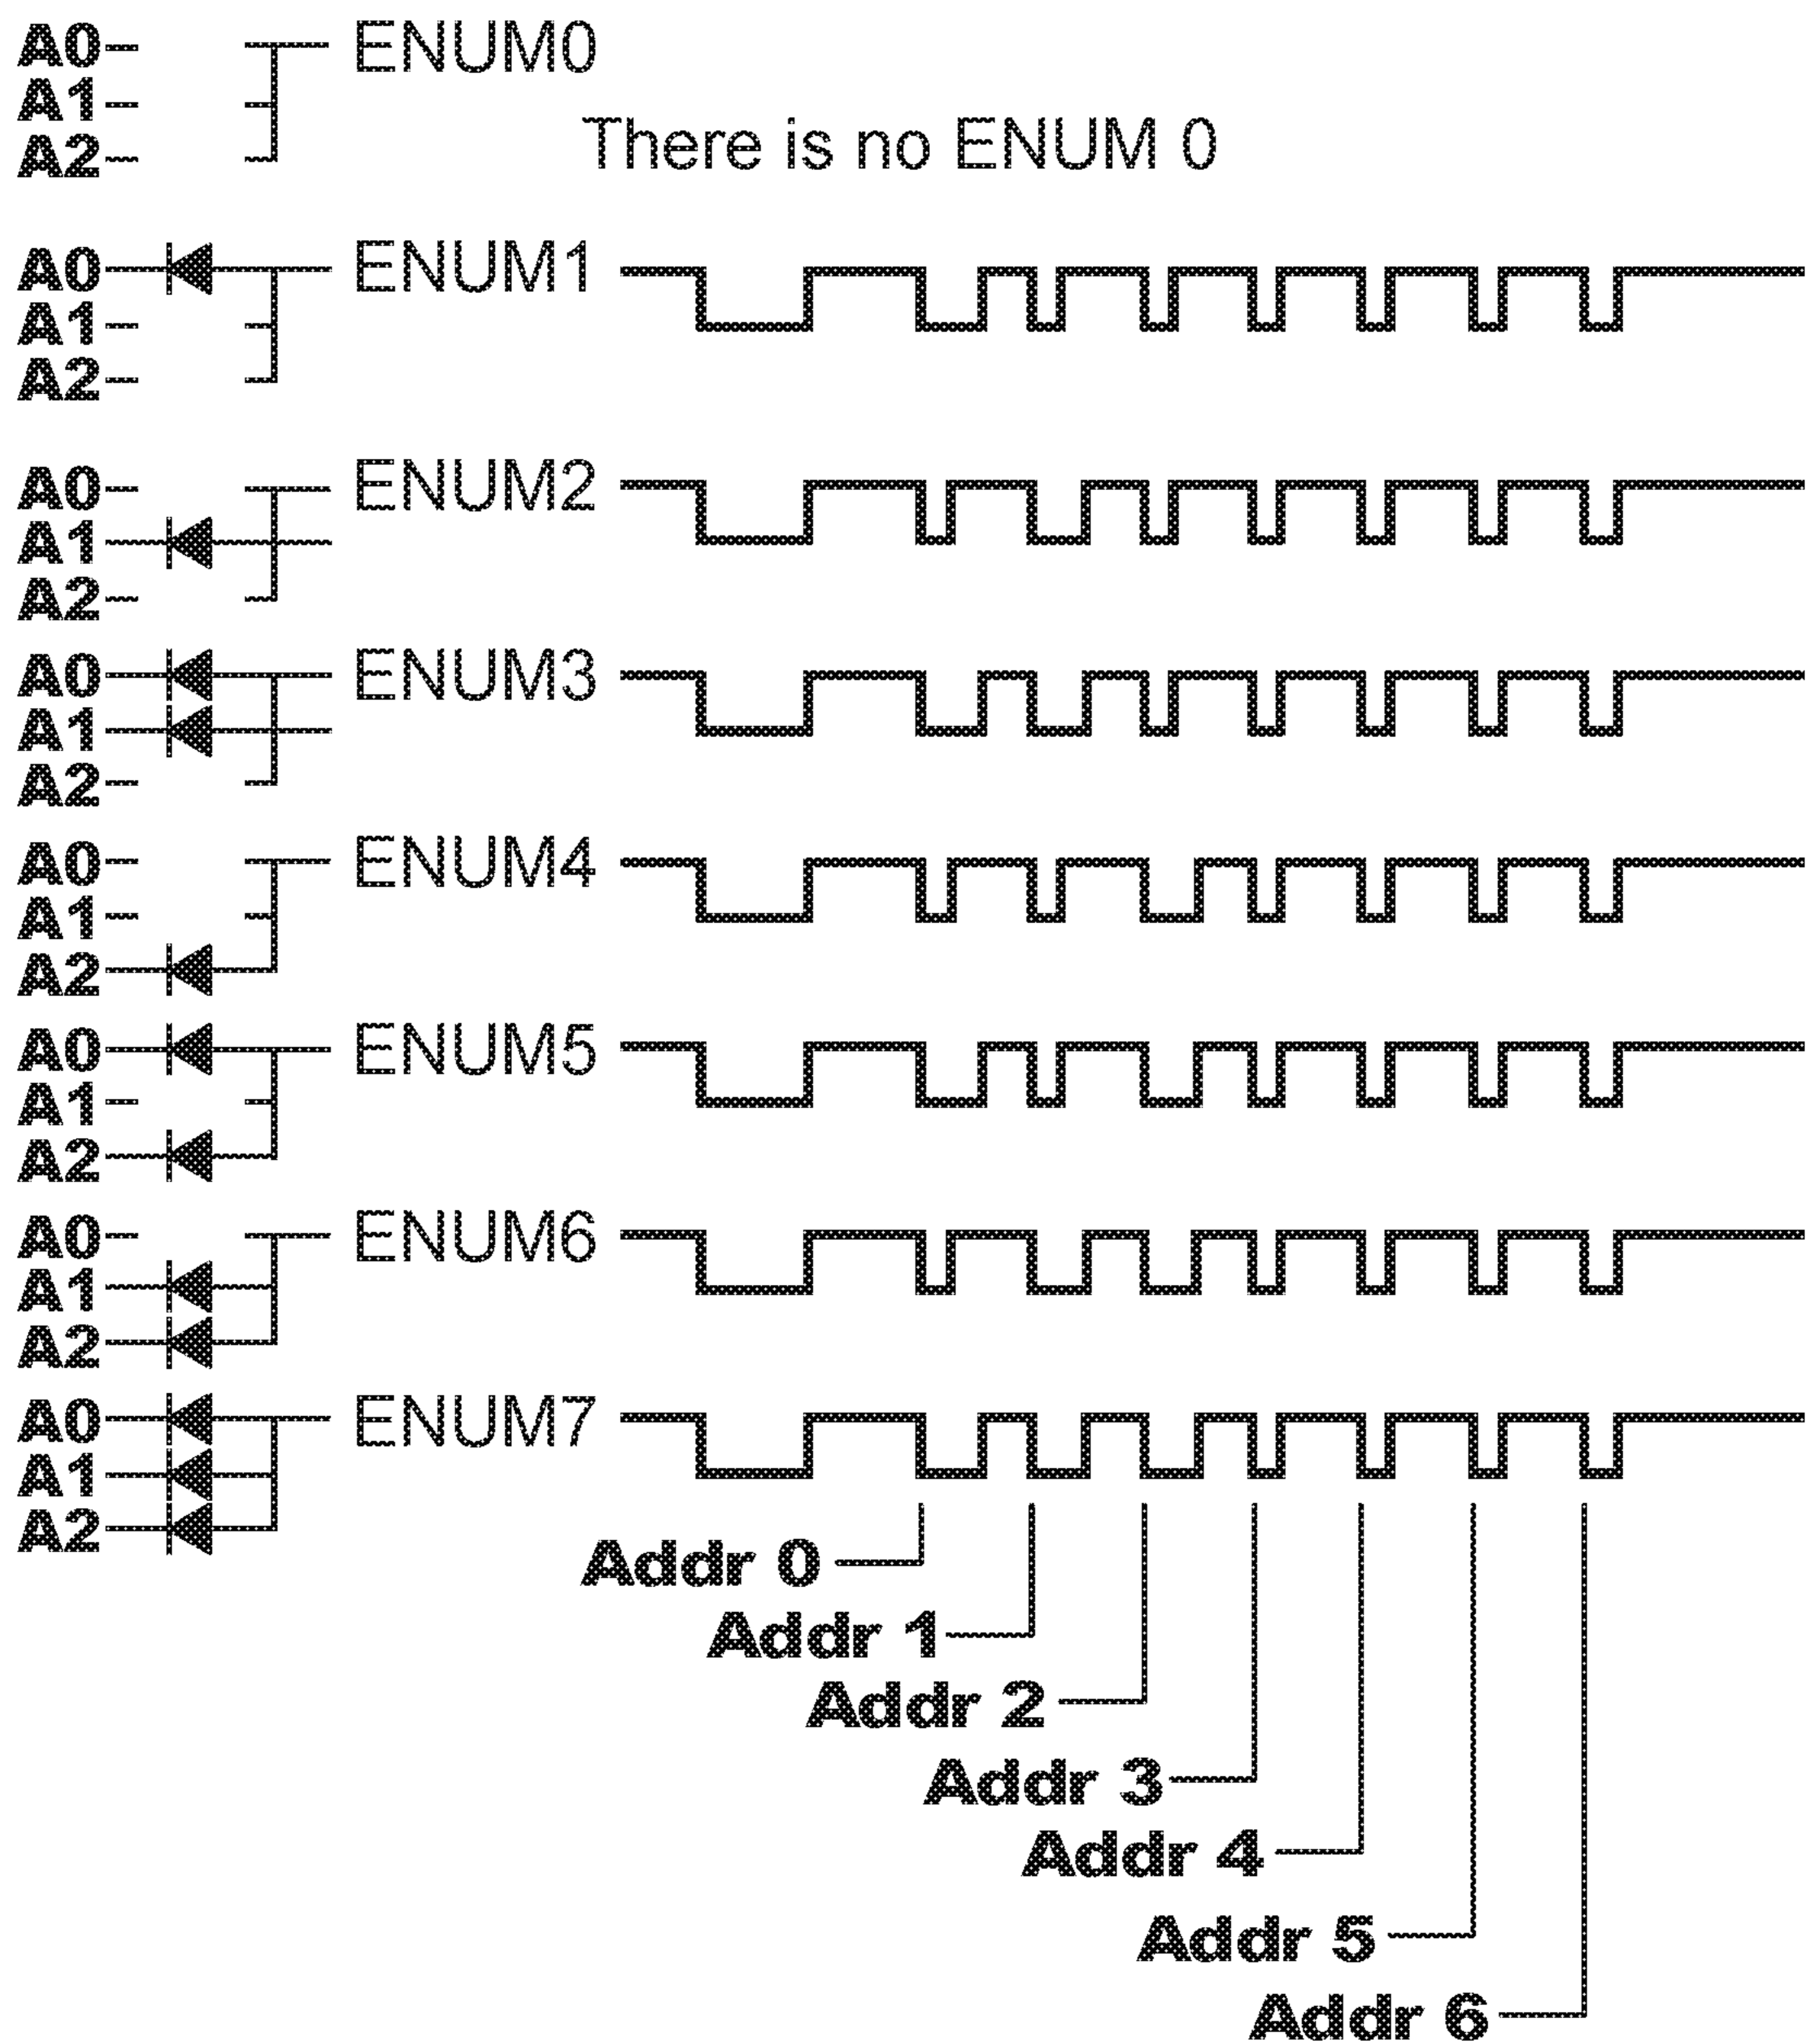 A0 ENUM0
A1
There is no ENUM 0
A2
A0 ENUM1
A1
A2
A0 ENUM2
A1
A2
A0 ENUM3
A1
A2
A0 ENUM4
A1
A2
A0 ENUM5
A1
A2
A0 ENUM6
A1
A2
A0 ENUM7
A1
A2
Addr 0
Addr 1
Addr 2
Addr 3
Addr 4
Addr 5
Addr 6